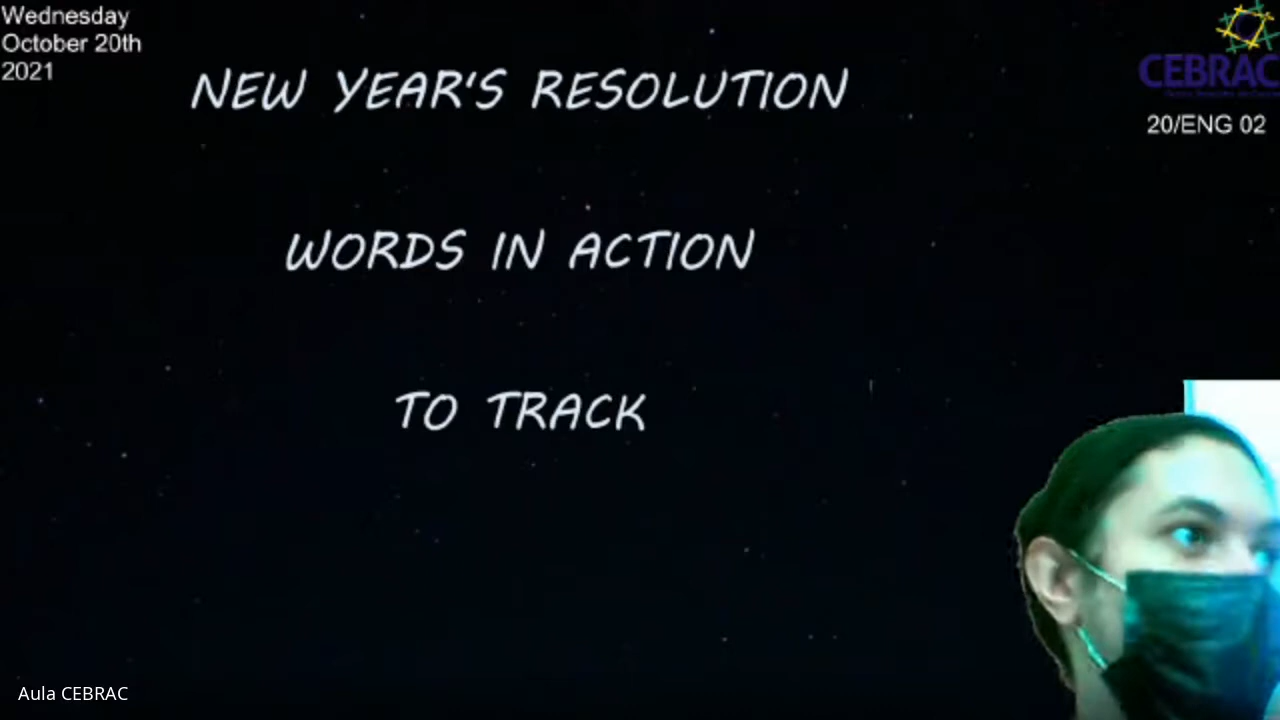 Wednesday
October 20th
2021
NEW YEAR'S RESOLUTION
CEBRAC
20/ENG 02
WORDS IN ACTION
TO TRACK
Aula CEBRAC